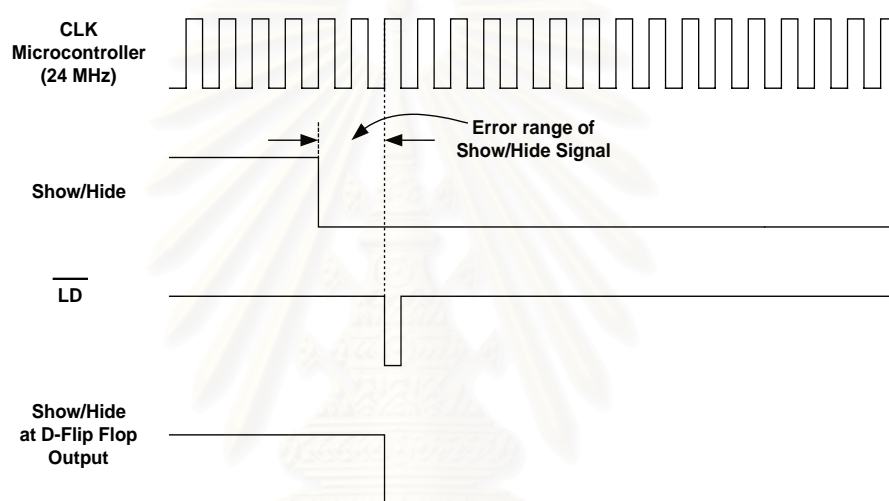 CLK
Microcontroller
(24 MHz)
Error range of
Show/Hide Signal
Show/Hide
LD
Show/Hide
at D-Flip Flop
Output